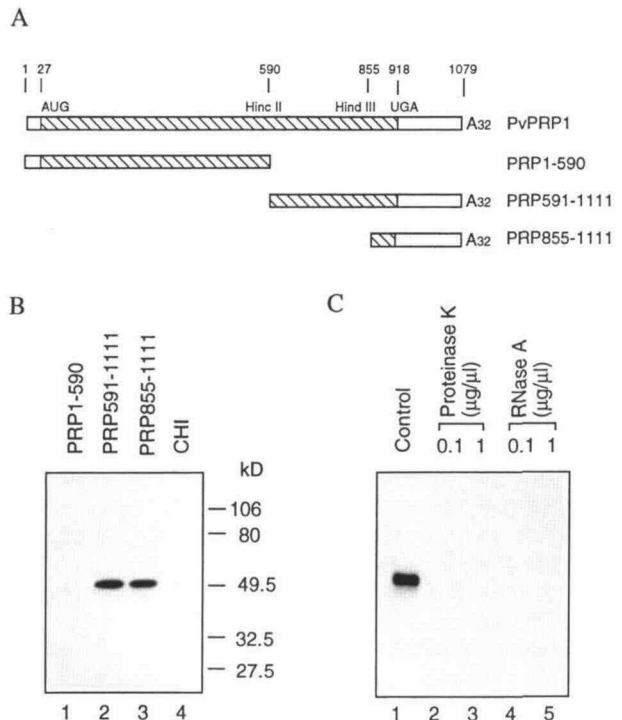 A
1 27 590 855 918 1079
AUG Hinc II Hind III UGA
A32 PvPRP1
PRP1-590
A32 PRP591-1111
A32 PRP855-1111
B
PRP1-590
PRP591-1111
PRP855-1111
CHI
kD
106
80
49.5
32.5
27.5
1 2 3 4
C
Control
Proteinase K
(μg/μl)
RNase A
(μg/μl)
0.1 1 0.1 1
1 2 3 4 5